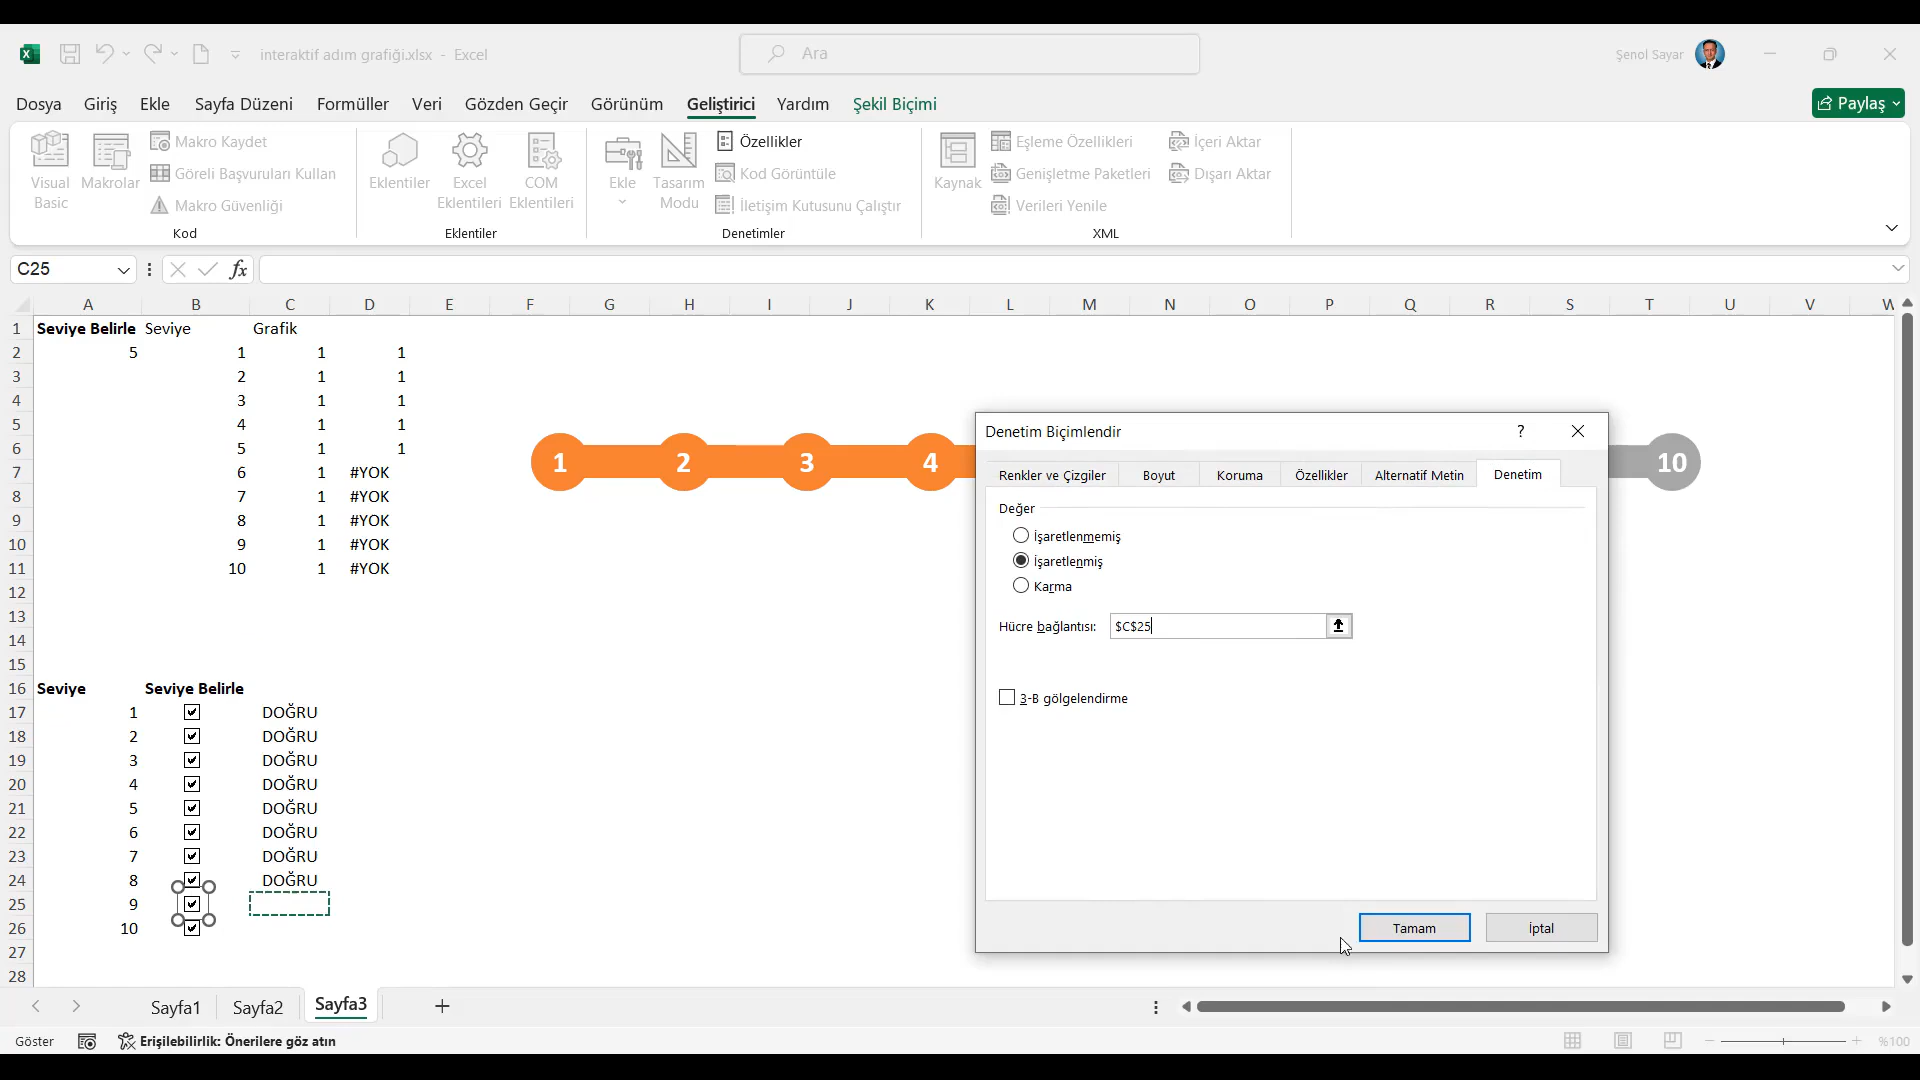 interaktif adım grafiği.xlsx - Excel
Ara
Şenol Sayar
Dosya Giriş Ekle Sayfa Düzeni Formüller Veri Gözden Geçir Görünüm Geliştirici Yardım Şekil Biçimi
Paylaş
Visual Basic
Makrolar
Makro Kaydet
Göreli Başvuruları Kullan
Makro Güvenliği
Kod
Eklentiler
Excel Eklentileri
COM Eklentileri
Eklentiler
Ekle
Tasarım Modu
Özellikler
Kod Görüntüle
İletişim Kutusunu Çalıştır
Denetimler
Kaynak
Eşleme Özellikleri
Genişletme Paketleri
Verileri Yenile
İçeri Aktar
Dışarı Aktar
XML
C25
fx
A B C D E F G H I J K L M N O P Q R S T U V W
1 Seviye Belirle Seviye Grafik
2 5 1 1 1
3 2 1 1
4 3 1 1
5 4 1 1
6 5 1 1
7 6 1 #YOK
8 7 1 #YOK
9 8 1 #YOK
10 9 1 #YOK
11 10 1 #YOK
12
13
14
15
16 Seviye Seviye Belirle
17 1 DOĞRU
18 2 DOĞRU
19 3 DOĞRU
20 4 DOĞRU
21 5 DOĞRU
22 6 DOĞRU
23 7 DOĞRU
24 8 DOĞRU
25 9
26 10
27
28
1 2 3 4 10
Denetim Biçimlendir
?
Renkler ve Çizgiler Boyut Koruma Özellikler Alternatif Metin Denetim
Değer
İşaretlenmemiş
İşaretlenmiş
Karma
Hücre bağlantısı: $C$25
3-B gölgelendirme
Tamam İptal
Sayfa1 Sayfa2 Sayfa3
Göster
Erişilebilirlik: Önerilere göz atın
%100